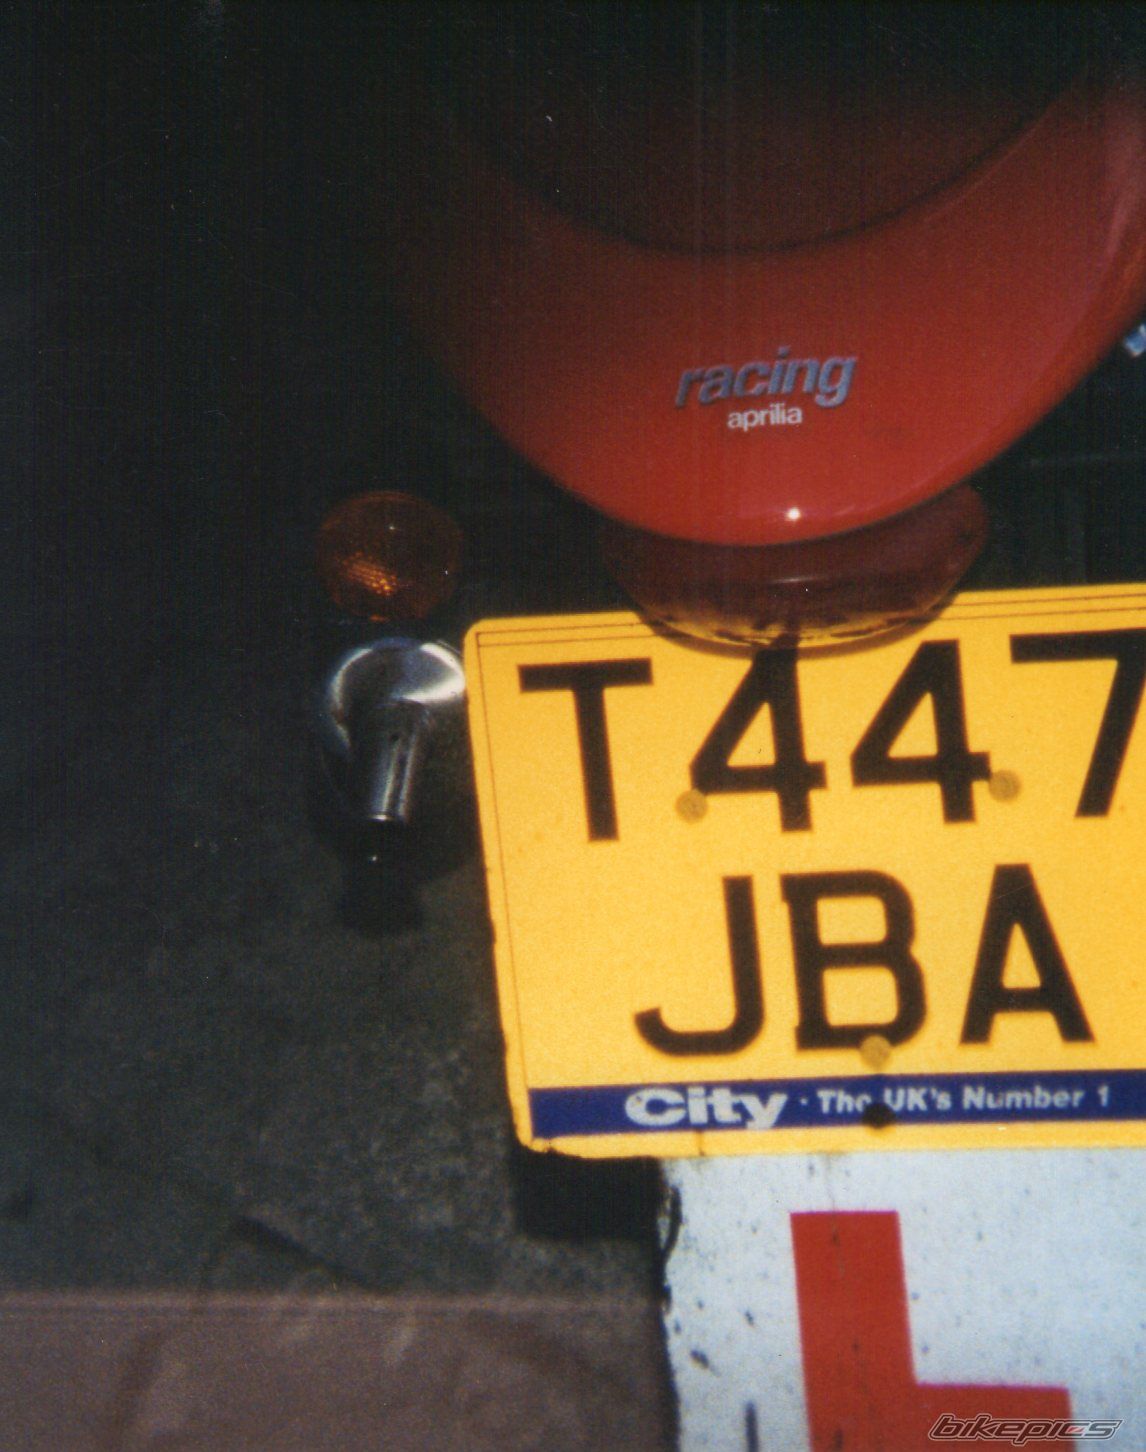 racing
aprilia
T447
JBA
City · The UK's Number 1
L
bikepics